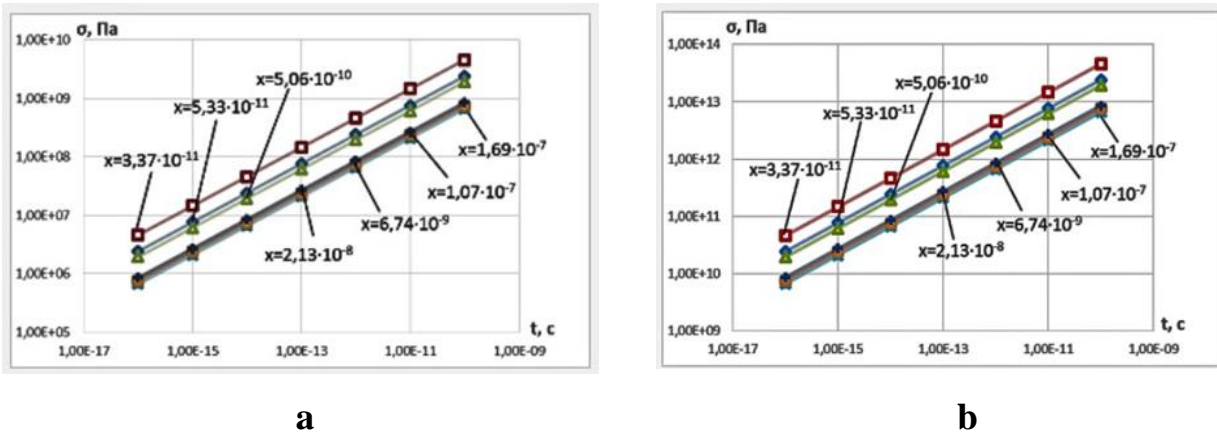 σ, Па
1,00E+10
1,00E+09
1,00E+08
1,00E+07
1,00E+06
1,00E+05
x=5,06·10⁻¹⁰
x=5,33·10⁻¹¹
x=3,37·10⁻¹¹
x=1,69·10⁻⁷
x=1,07·10⁻⁷
x=6,74·10⁻⁹
x=2,13·10⁻⁸
t, с
1,00E-17 1,00E-15 1,00E-13 1,00E-11 1,00E-09
a
σ, Па
1,00E+14
1,00E+13
1,00E+12
1,00E+11
1,00E+10
1,00E+09
x=5,06·10⁻¹⁰
x=5,33·10⁻¹¹
x=3,37·10⁻¹¹
x=1,69·10⁻⁷
x=1,07·10⁻⁷
x=6,74·10⁻⁹
x=2,13·10⁻⁸
t, с
1,00E-17 1,00E-15 1,00E-13 1,00E-11 1,00E-09
b